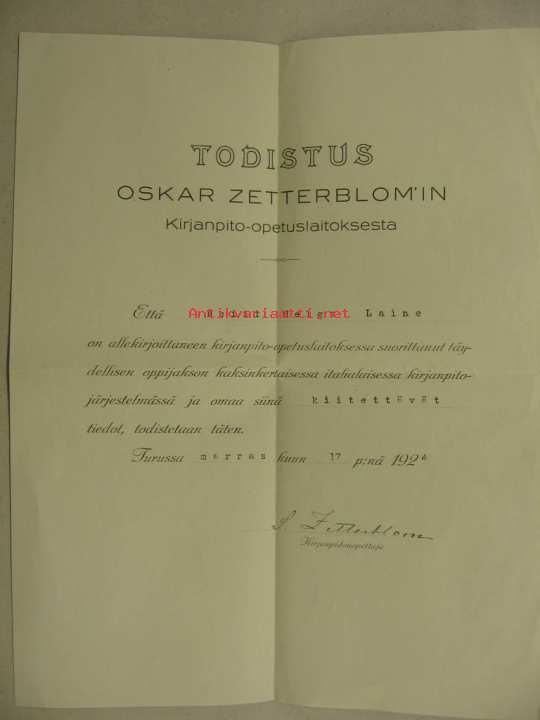 TODISTUS
OSKAR ZETTERBLOM'IN
Kirjanpito-opetuslaitoksesta
Että Laine
Antikvariaatti.net
on allekirjoittaneen kirjanpito-opetuslaitoksessa suorittanut täy-
dellisen oppijakson kaksinkertaisessa italialaisessa kirjanpito-
järjestelmässä ja omaa siinä kiitettävät
tiedot, todistetaan täten.
Turussa marras kuun 17 p:nä 192
Zetterblom
Kirjanpidonopettaja